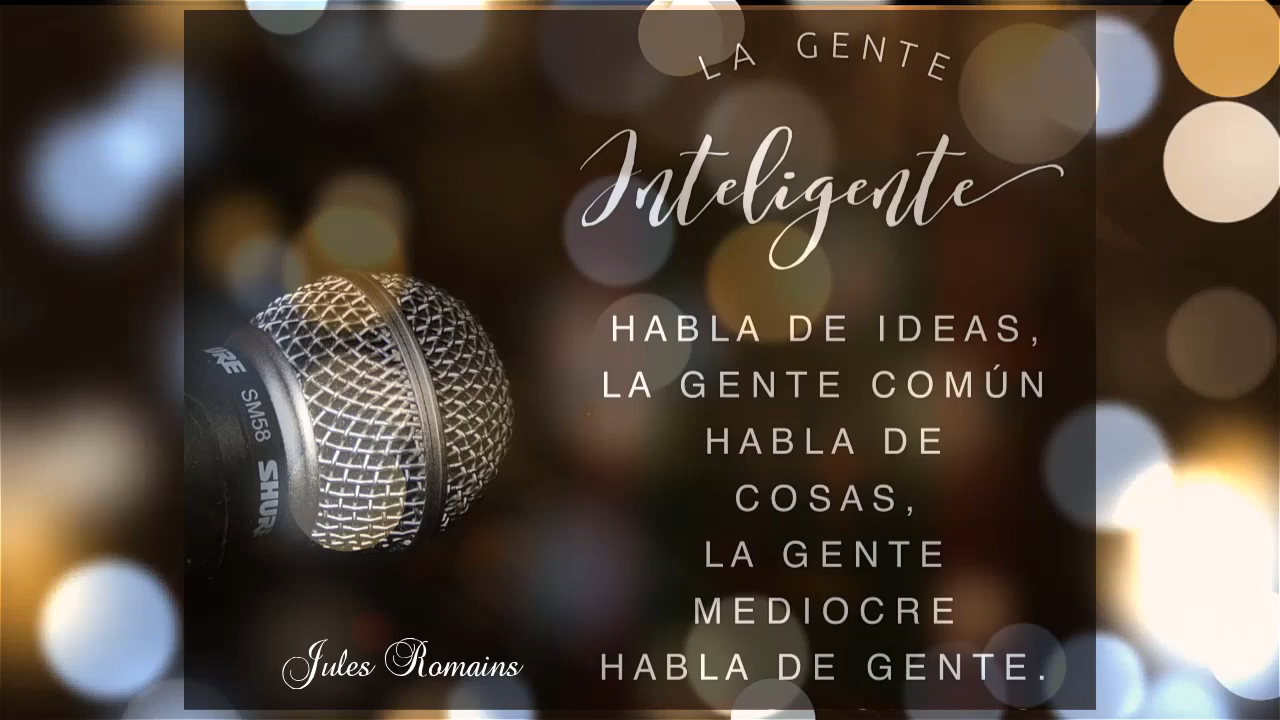 LA GENTE
Inteligente
HABLA DE IDEAS,
LA GENTE COMÚN
HABLA DE
COSAS,
LA GENTE
MEDIOCRE
HABLA DE GENTE.
Jules Romains
SM58